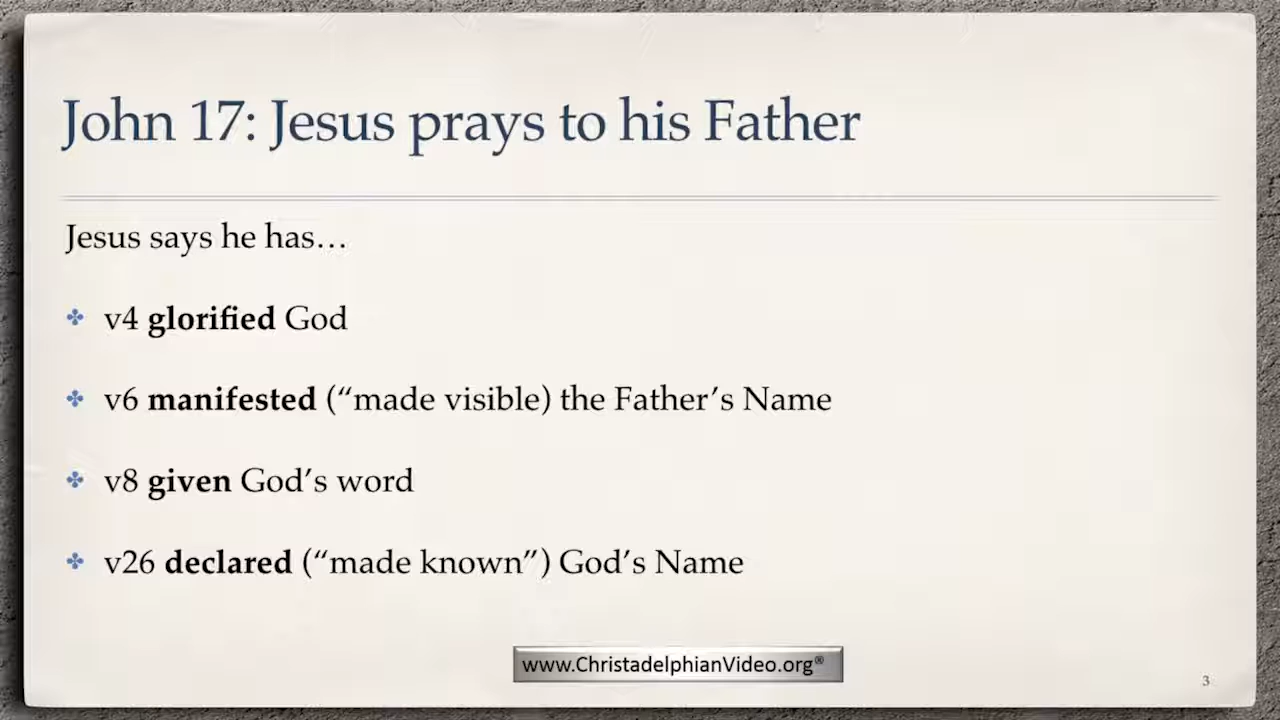 John 17: Jesus prays to his Father
Jesus says he has…
v4 glorified God
v6 manifested (“made visible) the Father’s Name
v8 given God’s word
v26 declared (“made known”) God’s Name
www.ChristadelphianVideo.org®
3